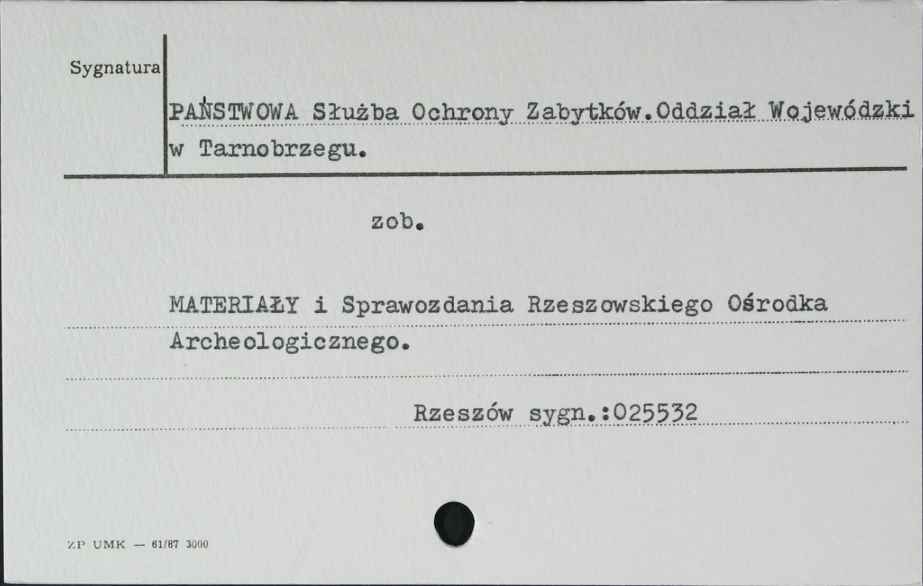 Sygnatura
PAŃSTWOWA Służba Ochrony Zabytków.Oddział Wojewódzki
w Tarnobrzegu.
zob.
MATERIAŁY i Sprawozdania Rzeszowskiego Ośrodka
Archeologicznego.
Rzeszów sygn.:025532
ZP UMK — 61/87 3000